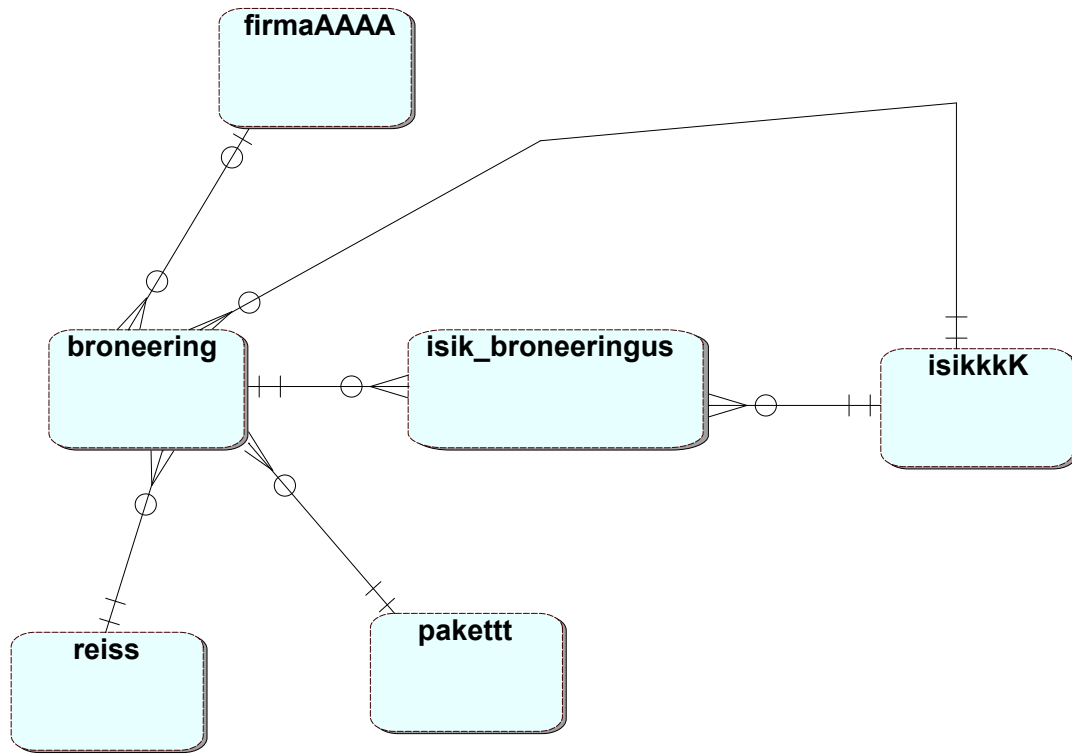 firmaAAAA
broneering
isik_broneeringus
isikkkK
reiss
pakettt